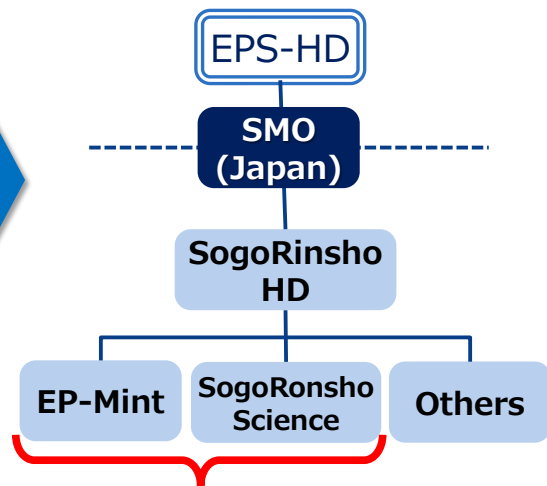 EPS-HD
SMO
(Japan)
SogoRinsho
HD
EP-Mint
SogoRonsho
Science
Others